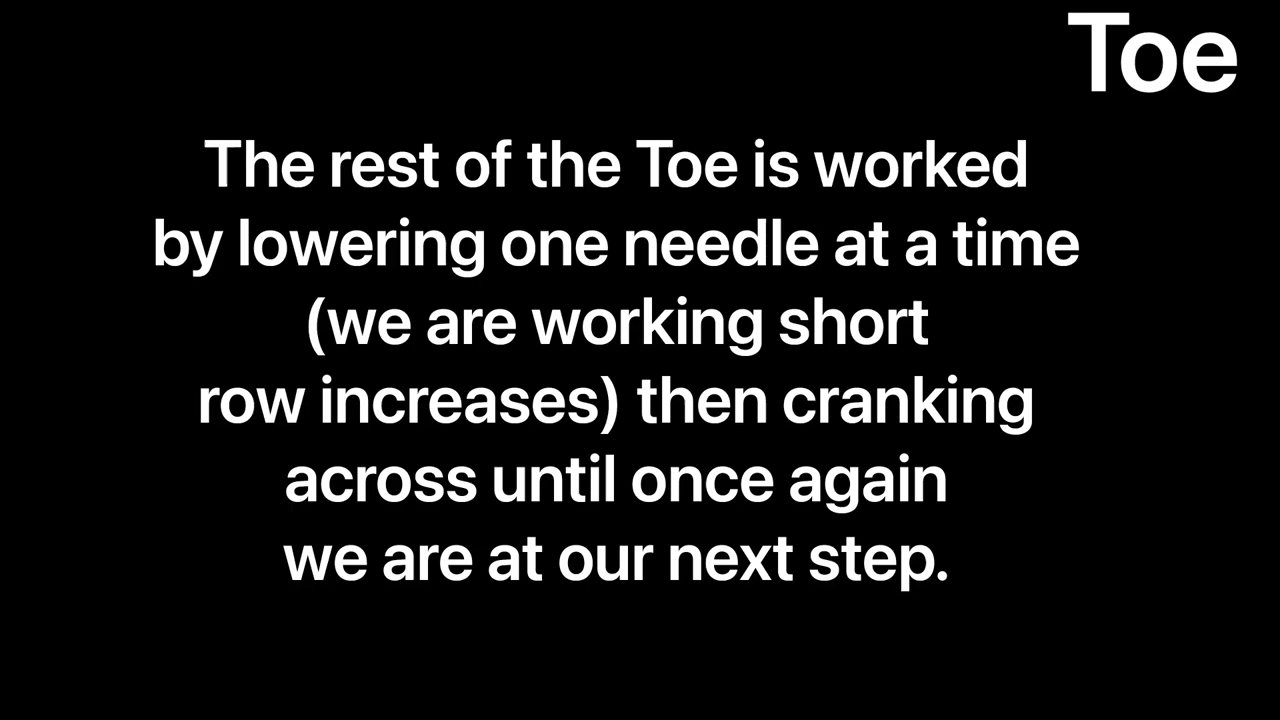 Toe
The rest of the Toe is worked
by lowering one needle at a time
(we are working short
row increases) then cranking
across until once again
we are at our next step.